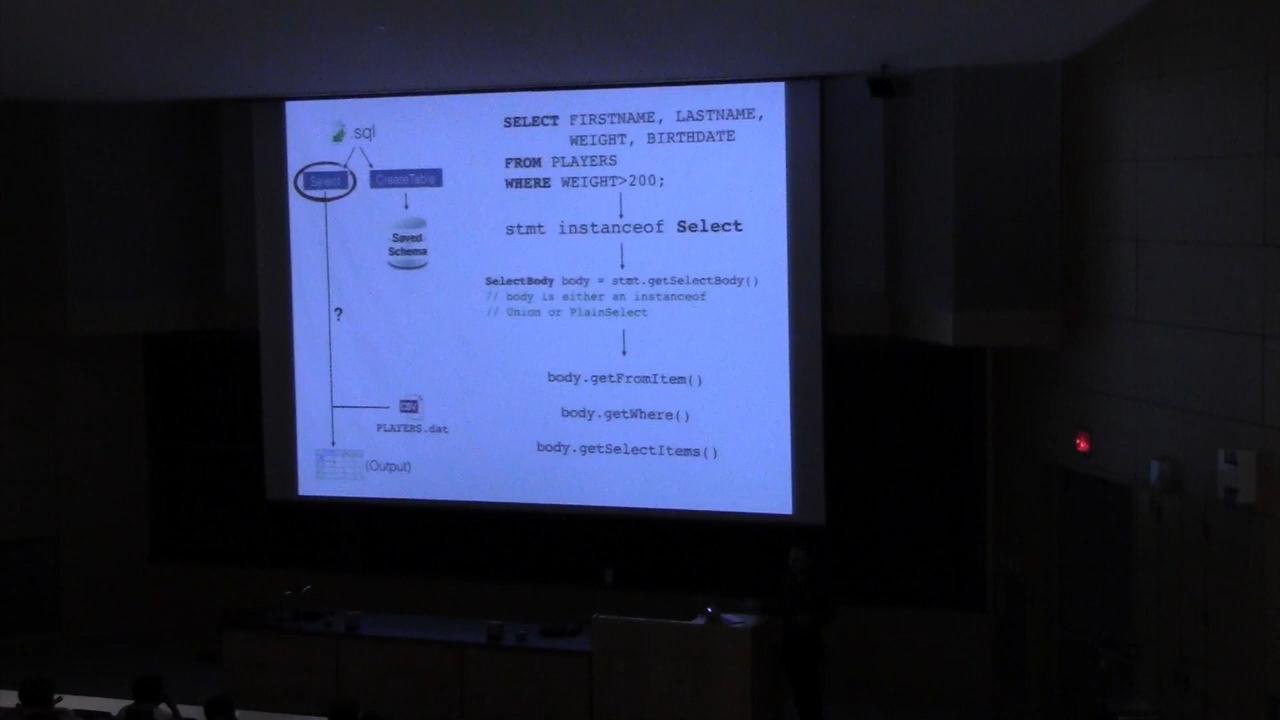 .sql
Select
CreateTable
Saved
Schema
?
CSV
PLAYERS.dat
(Output)
SELECT FIRSTNAME, LASTNAME,
WEIGHT, BIRTHDATE
FROM PLAYERS
WHERE WEIGHT>200;
stmt instanceof Select
SelectBody body = stmt.getSelectBody()
// body is either an instanceof
// Union or PlainSelect
body.getFromItem()
body.getWhere()
body.getSelectItems()